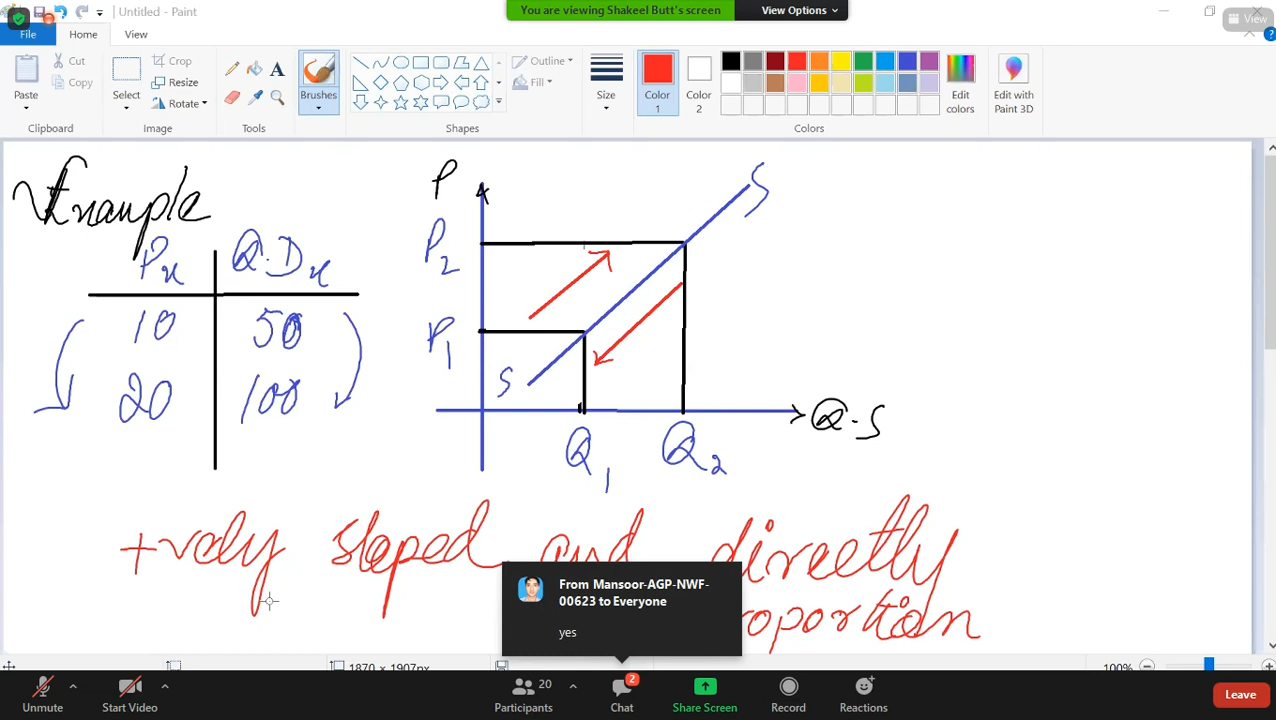 Untitled - Paint
You are viewing Shakeel Butt's screen
View Options
View
File
Home
View
Paste
Cut
Copy
Clipboard
Select
Crop
Resize
Rotate
Image
Tools
Brushes
Shapes
Outline
Fill
Size
Color 1
Color 2
Colors
Edit colors
Edit with Paint 3D
Example
Px Q.Dx
10 50
20 100
P
P2
P1
S
S
Q.S
Q1 Q2
+vely sloped and directly
proportion
From Mansoor-AGP-NWF-
00623 to Everyone
yes
1870 × 1907px
100%
Unmute
Start Video
20
Participants
2
Chat
Share Screen
Record
Reactions
Leave